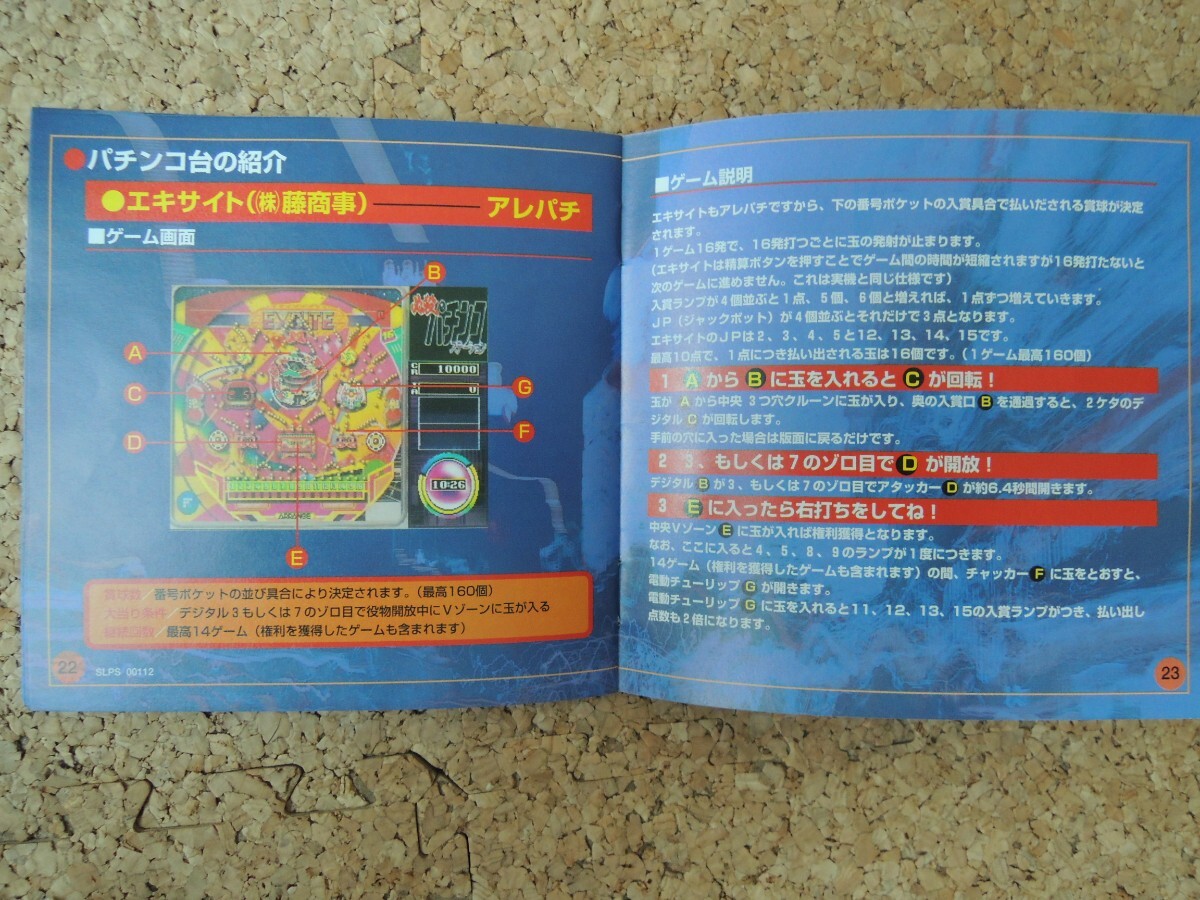 ●パチンコ台の紹介
●エキサイト(㈱藤商事)――アレパチ
■ゲーム画面
B
A
C
D
G
F
E
EXCITE
必殺
パチンコ
10000
0
10:26
賞球数/番号ポケットの並び具合により決定されます。(最高160個)
大当り条件/デジタル3もしくは7のゾロ目で役物開放中にVゾーンに玉が入る
継続回数/最高14ゲーム(権利を獲得したゲームも含まれます)
22
SLPS 00112
■ゲーム説明
エキサイトもアレパチですから、下の番号ポケットの入賞具合で払いだされる賞球が決定
されます。
1ゲーム16発で、16発打つごとに玉の発射が止まります。
(エキサイトは精算ボタンを押すことでゲーム間の時間が短縮されますが16発打たないと
次のゲームに進めません。これは実機と同じ仕様です)
入賞ランプが4個並ぶと1点、5個、6個と増えれば、1点ずつ増えていきます。
JP(ジャックポット)が4個並ぶとそれだけで3点となります。
エキサイトのJPは2、3、4、5と12、13、14、15です。
最高10点で、1点につき払い出される玉は16個です。(1ゲーム最高160個)
1 AからBに玉を入れるとCが回転!
玉がAから中央 3つ穴クルーンに玉が入り、奥の入賞口Bを通過すると、2ケタのデ
ジタルCが回転します。
手前の穴に入った場合は版面に戻るだけです。
2 3、もしくは7のゾロ目でDが開放!
デジタルBが3、もしくは7のゾロ目でアタッカーDが約6.4秒間開きます。
3 Eに入ったら右打ちをしてね!
中央VゾーンEに玉が入れば権利獲得となります。
なお、ここに入ると4、5、8、9のランプが1度につきます。
14ゲーム(権利を獲得したゲームも含まれます)の間、チャッカーFに玉をとおすと、
電動チューリップGが開きます。
電動チューリップGに玉を入れると11、12、13、15の入賞ランプがつき、払い出し
点数も2倍になります。
23